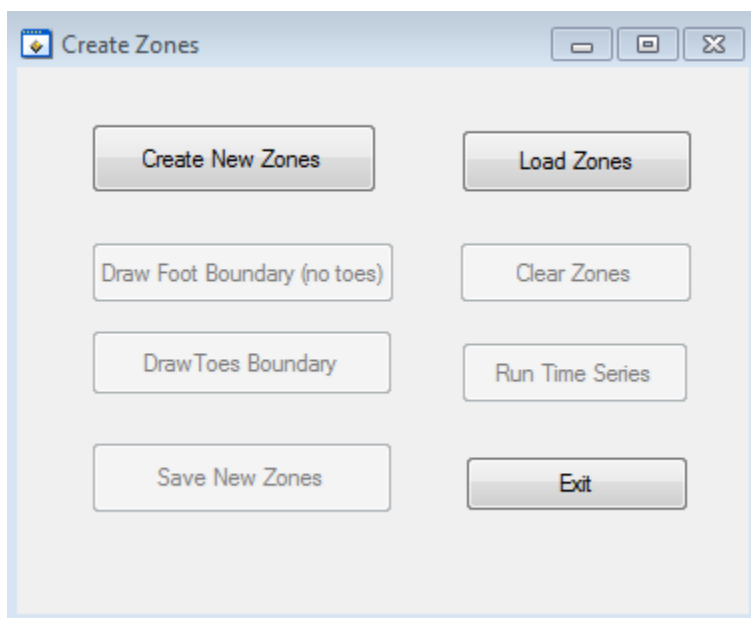 Create Zones
Create New Zones
Load Zones
Draw Foot Boundary (no toes)
Clear Zones
DrawToes Boundary
Run Time Series
Save New Zones
Exit